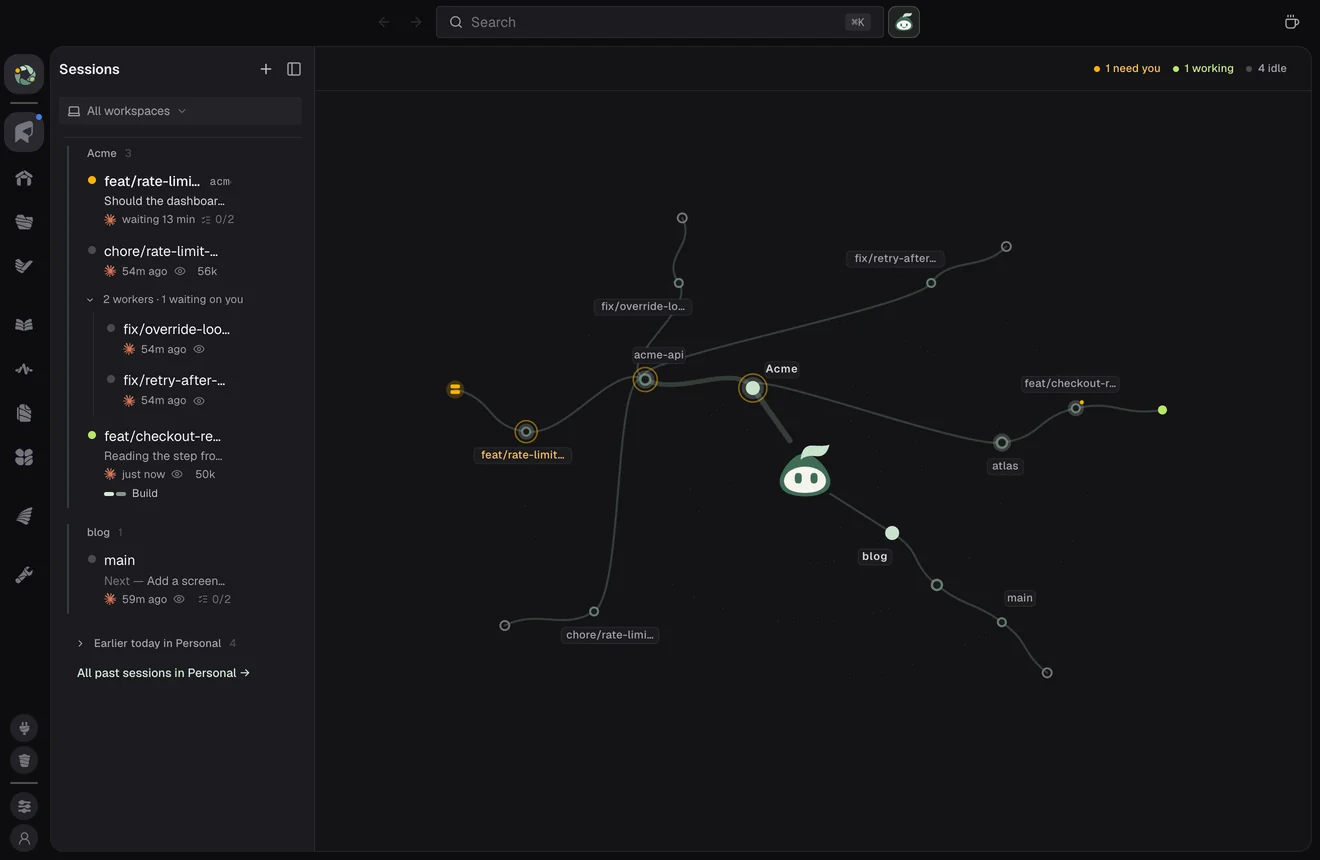 Search
⌘K
Sessions
1 need you
1 working
4 idle
All workspaces
Acme 3
feat/rate-limi... acm
Should the dashboar...
waiting 13 min 0/2
chore/rate-limit-...
54m ago 56k
2 workers · 1 waiting on you
fix/override-loo...
54m ago
fix/retry-after-...
54m ago
feat/checkout-re...
Reading the step fro...
just now 50k
Build
blog 1
main
Next — Add a screen...
59m ago 0/2
Earlier today in Personal 4
All past sessions in Personal →
fix/retry-after...
fix/override-lo...
acme-api
Acme
feat/checkout-r...
feat/rate-limit...
atlas
blog
main
chore/rate-limi...